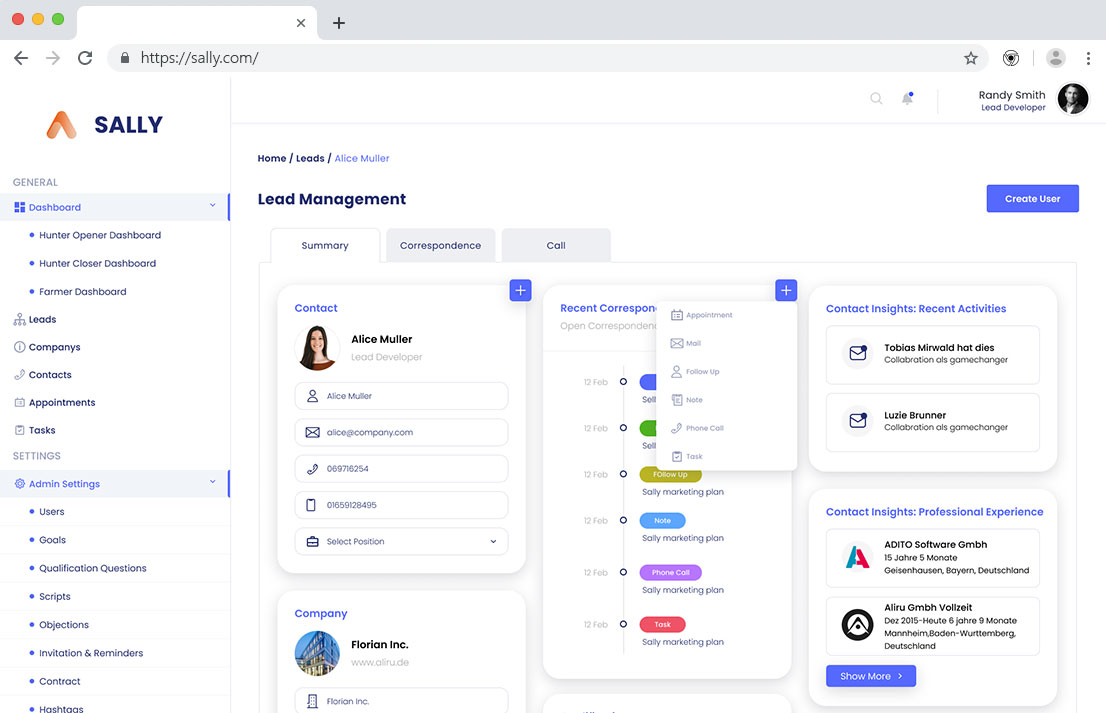 https://sally.com/
Randy Smith
Lead Developer
SALLY
GENERAL
Dashboard
Hunter Opener Dashboard
Hunter Closer Dashboard
Farmer Dashboard
Leads
Companys
Contacts
Appointments
Tasks
SETTINGS
Admin Settings
Users
Goals
Qualification Questions
Scripts
Objections
Invitation & Reminders
Contract
Hashtags
Home / Leads / Alice Muller
Lead Management
Create User
Summary
Correspondence
Call
Contact
Alice Muller
Lead Developer
Alice Muller
alice@company.com
069716254
01659128495
Select Position
Company
Florian Inc.
www.aliru.de
Florian Inc.
Recent Correspon
Open Correspondenc
Appointment
Mail
Follow Up
Note
Phone Call
Task
12 Feb
Sell
12 Feb
Sell
12 Feb
FOllow Up
Sally marketing plan
12 Feb
Note
Sally marketing plan
12 Feb
Phone Call
Sally marketing plan
12 Feb
Task
Sally marketing plan
Contact Insights: Recent Activities
Tobias Mirwald hat dies
Collabration als gamechanger
Luzie Brunner
Collabration als gamechanger
Contact Insights: Professional Experience
ADITO Software Gmbh
15 Jahre 5 Monate
Geisenhausen, Bayern, Deutschland
Aliru Gmbh Vollzeit
Dez 2015-Heute 6 jahre 9 Monate
Mannheim,Baden-Wurttemberg,
Deutschland
Show More